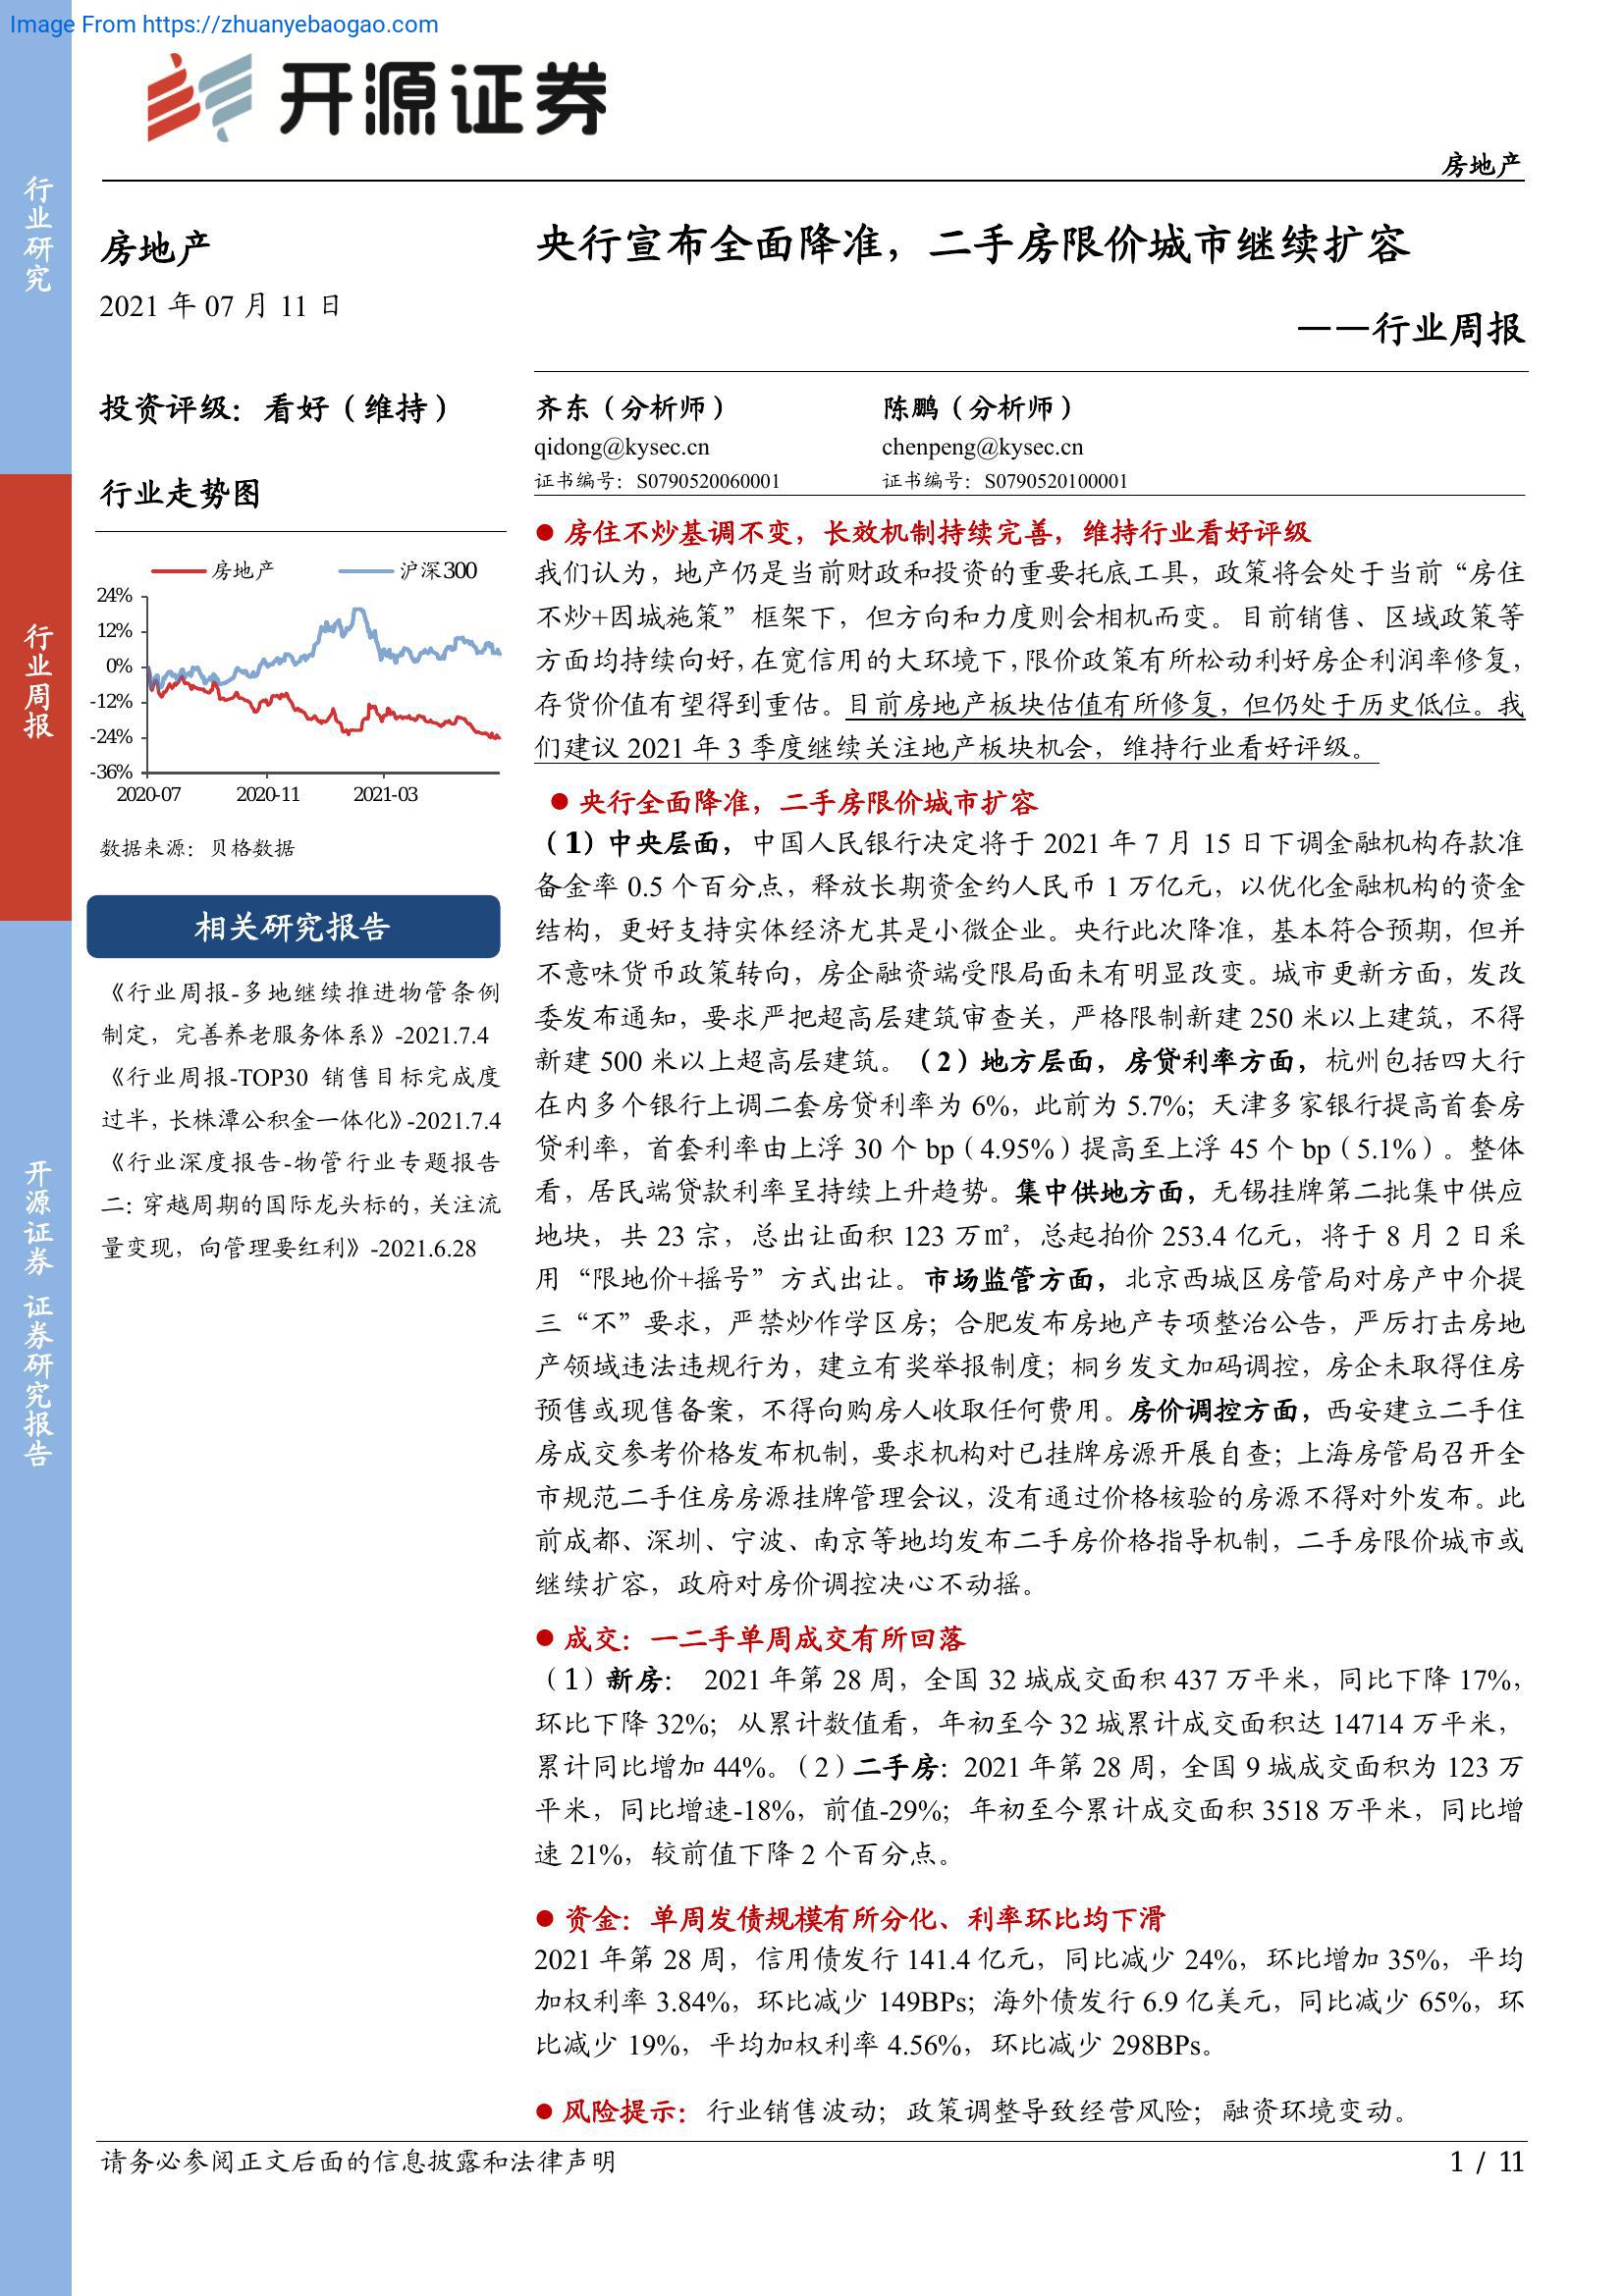 Image From https://zhuanyebaogao.com
开源证券
房地产
行业研究
行业周报
开源证券 证券研究报告
房地产
2021 年 07 月 11 日
投资评级：看好（维持）
行业走势图
房地产 沪深300
24%
12%
0%
-12%
-24%
-36%
2020-07 2020-11 2021-03
数据来源：贝格数据
相关研究报告
《行业周报-多地继续推进物管条例
制定，完善养老服务体系》-2021.7.4
《行业周报-TOP30 销售目标完成度
过半，长株潭公积金一体化》-2021.7.4
《行业深度报告-物管行业专题报告
二：穿越周期的国际龙头标的，关注流
量变现，向管理要红利》-2021.6.28
央行宣布全面降准，二手房限价城市继续扩容
——行业周报
齐东（分析师） 陈鹏（分析师）
qidong@kysec.cn chenpeng@kysec.cn
证书编号：S0790520060001 证书编号：S0790520100001
● 房住不炒基调不变，长效机制持续完善，维持行业看好评级
我们认为，地产仍是当前财政和投资的重要托底工具，政策将会处于当前“房住
不炒+因城施策”框架下，但方向和力度则会相机而变。目前销售、区域政策等
方面均持续向好，在宽信用的大环境下，限价政策有所松动利好房企利润率修复，
存货价值有望得到重估。目前房地产板块估值有所修复，但仍处于历史低位。我
们建议 2021 年 3 季度继续关注地产板块机会，维持行业看好评级。
● 央行全面降准，二手房限价城市扩容
（1）中央层面，中国人民银行决定将于 2021 年 7 月 15 日下调金融机构存款准
备金率 0.5 个百分点，释放长期资金约人民币 1 万亿元，以优化金融机构的资金
结构，更好支持实体经济尤其是小微企业。央行此次降准，基本符合预期，但并
不意味货币政策转向，房企融资端受限局面未有明显改变。城市更新方面，发改
委发布通知，要求严把超高层建筑审查关，严格限制新建 250 米以上建筑，不得
新建 500 米以上超高层建筑。（2）地方层面，房贷利率方面，杭州包括四大行
在内多个银行上调二套房贷利率为 6%，此前为 5.7%；天津多家银行提高首套房
贷利率，首套利率由上浮 30 个 bp（4.95%）提高至上浮 45 个 bp（5.1%）。整体
看，居民端贷款利率呈持续上升趋势。集中供地方面，无锡挂牌第二批集中供应
地块，共 23 宗，总出让面积 123 万㎡，总起拍价 253.4 亿元，将于 8 月 2 日采
用“限地价+摇号”方式出让。市场监管方面，北京西城区房管局对房产中介提
三“不”要求，严禁炒作学区房；合肥发布房地产专项整治公告，严厉打击房地
产领域违法违规行为，建立有奖举报制度；桐乡发文加码调控，房企未取得住房
预售或现售备案，不得向购房人收取任何费用。房价调控方面，西安建立二手住
房成交参考价格发布机制，要求机构对已挂牌房源开展自查；上海房管局召开全
市规范二手住房房源挂牌管理会议，没有通过价格核验的房源不得对外发布。此
前成都、深圳、宁波、南京等地均发布二手房价格指导机制，二手房限价城市或
继续扩容，政府对房价调控决心不动摇。
● 成交：一二手单周成交有所回落
（1）新房： 2021 年第 28 周，全国 32 城成交面积 437 万平米，同比下降 17%，
环比下降 32%；从累计数值看，年初至今 32 城累计成交面积达 14714 万平米，
累计同比增加 44%。（2）二手房：2021 年第 28 周，全国 9 城成交面积为 123 万
平米，同比增速-18%，前值-29%；年初至今累计成交面积 3518 万平米，同比增
速 21%，较前值下降 2 个百分点。
● 资金：单周发债规模有所分化、利率环比均下滑
2021 年第 28 周，信用债发行 141.4 亿元，同比减少 24%，环比增加 35%，平均
加权利率 3.84%，环比减少 149BPs；海外债发行 6.9 亿美元，同比减少 65%，环
比减少 19%，平均加权利率 4.56%，环比减少 298BPs。
● 风险提示：行业销售波动；政策调整导致经营风险；融资环境变动。
请务必参阅正文后面的信息披露和法律声明 1 / 11